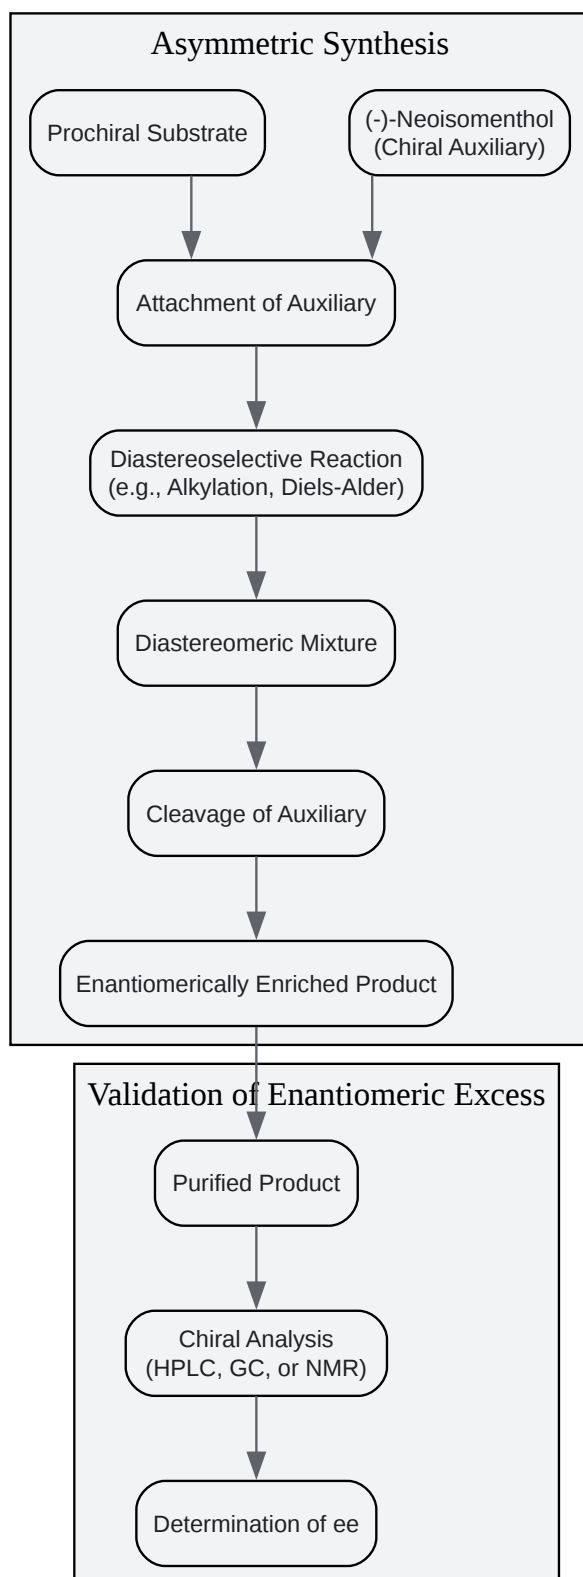 Asymmetric Synthesis
Prochiral Substrate
(-)-Neoisomenthol
(Chiral Auxiliary)
Attachment of Auxiliary
Diastereoselective Reaction
(e.g., Alkylation, Diels-Alder)
Diastereomeric Mixture
Cleavage of Auxiliary
Enantiomerically Enriched Product
Validation of Enantiomeric Excess
Purified Product
Chiral Analysis
(HPLC, GC, or NMR)
Determination of ee